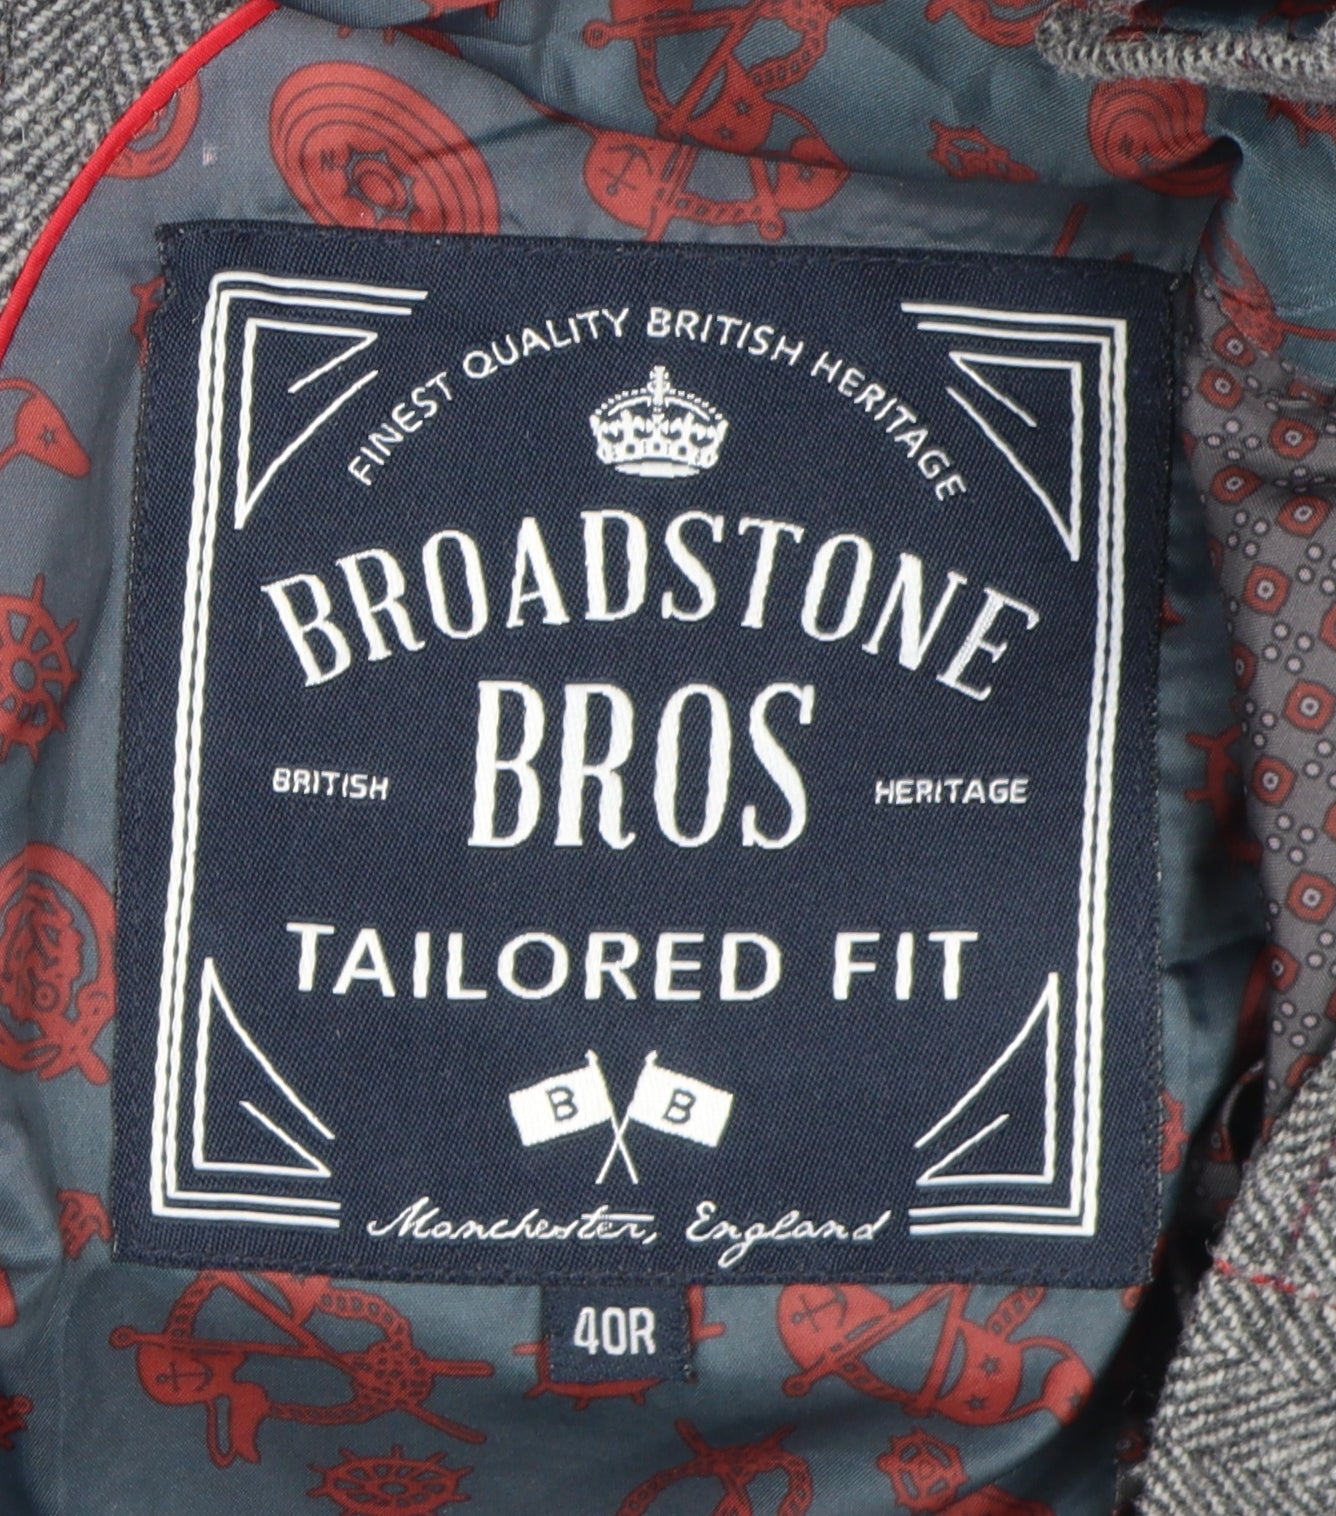 FINEST QUALITY BRITISH HERITAGE
BROADSTONE
BROS
BRITISH HERITAGE
TAILORED FIT
B B
Manchester, England
40R